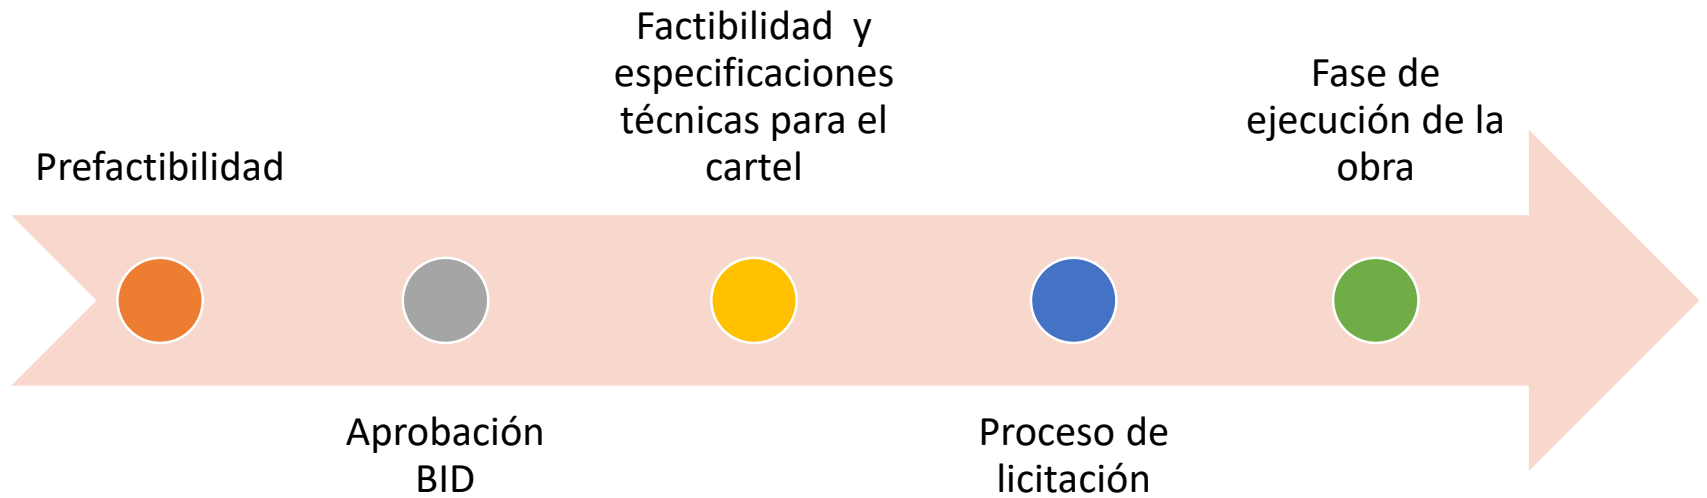 Prefactibilidad
Aprobación
BID
Factibilidad y
especificaciones
técnicas para el
cartel
Proceso de
licitación
Fase de
ejecución de la
obra